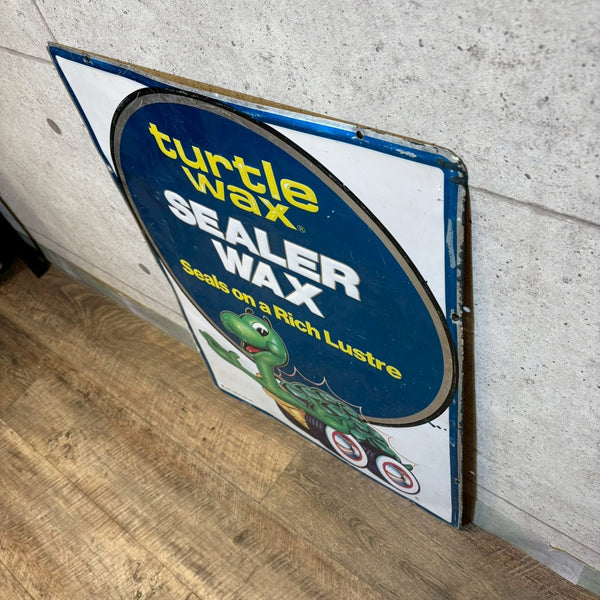 turtle
wax®
SEALER
WAX
Seals on a Rich Lustre